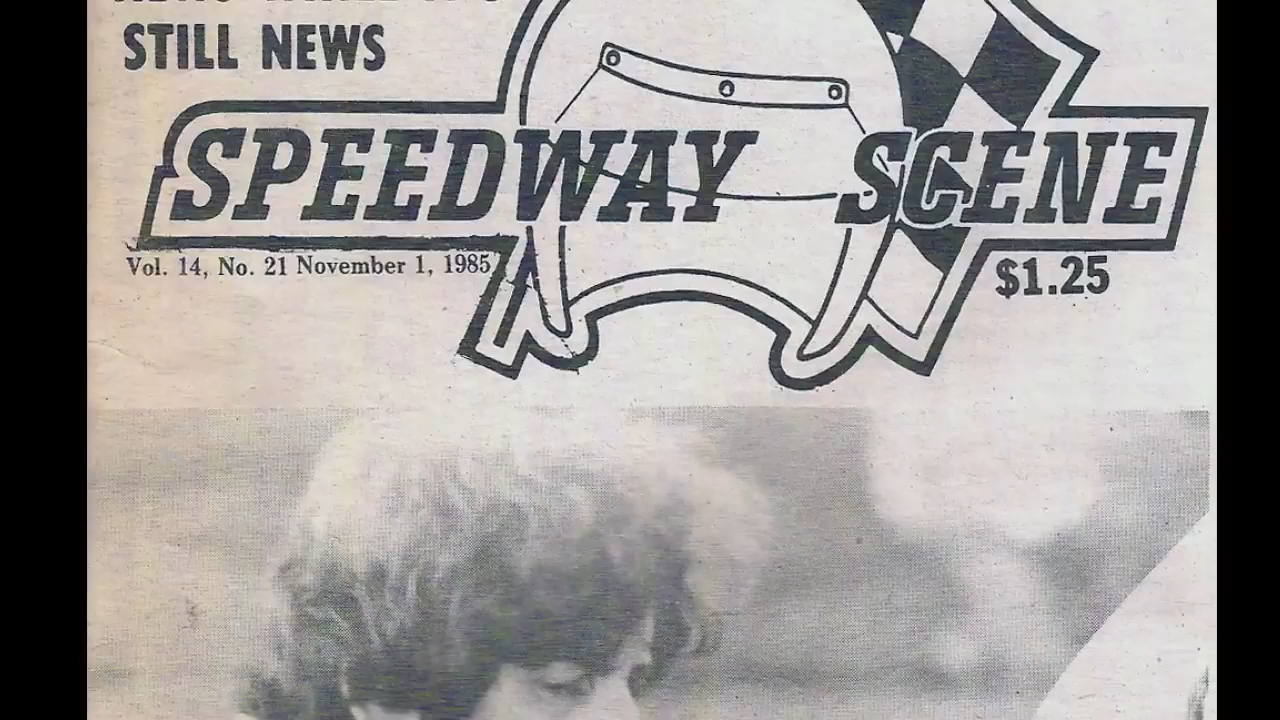 STILL NEWS
SPEEDWAY SCENE
Vol. 14, No. 21 November 1, 1985
$1.25